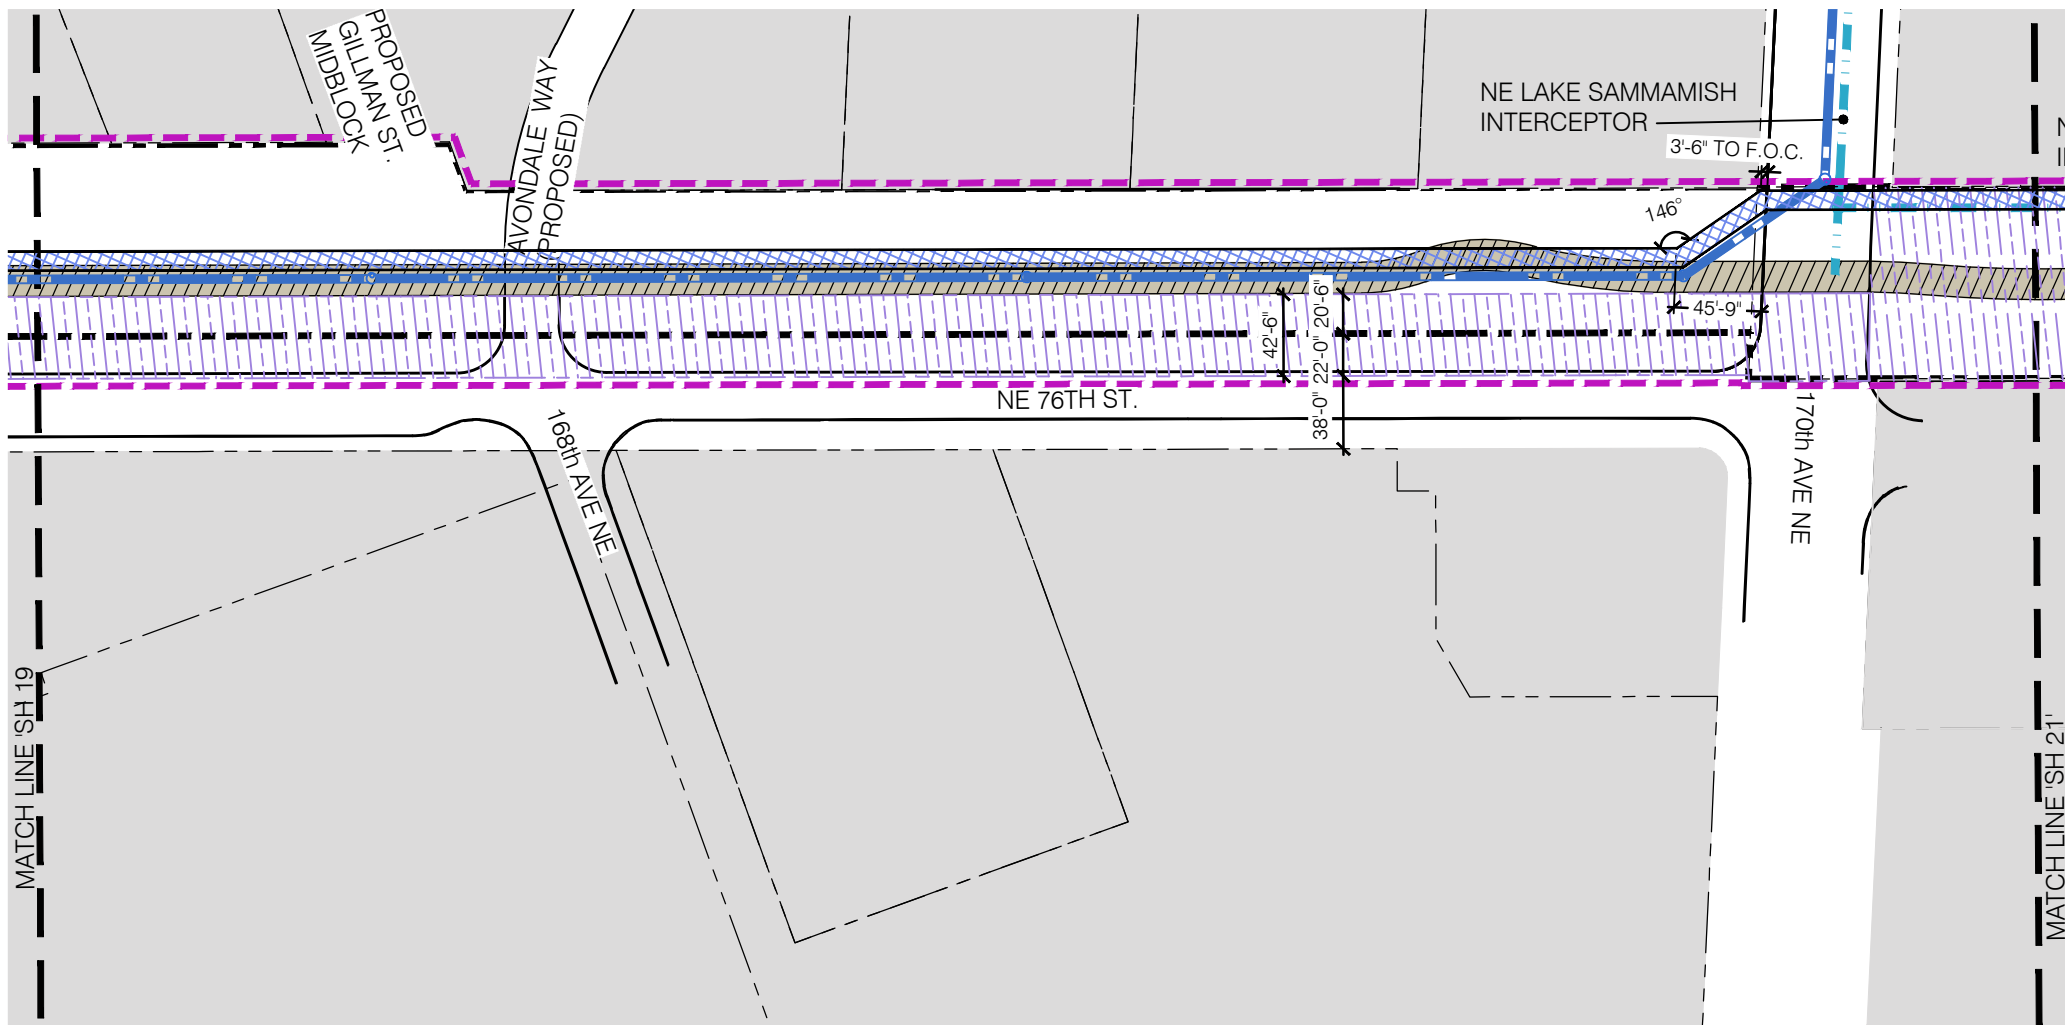 PROPOSED
GILLMAN ST.
MIDBLOCK
AVONDALE WAY
(PROPOSED)
NE LAKE SAMMAMISH
INTERCEPTOR
3'-6" TO F.O.C.
146°
45'-9"
42'-6"
20'-6"
22'-0"
38'-0"
NE 76TH ST.
168th AVE NE
170th AVE NE
MATCH LINE 'SH 19
MATCH LINE 'SH 21'